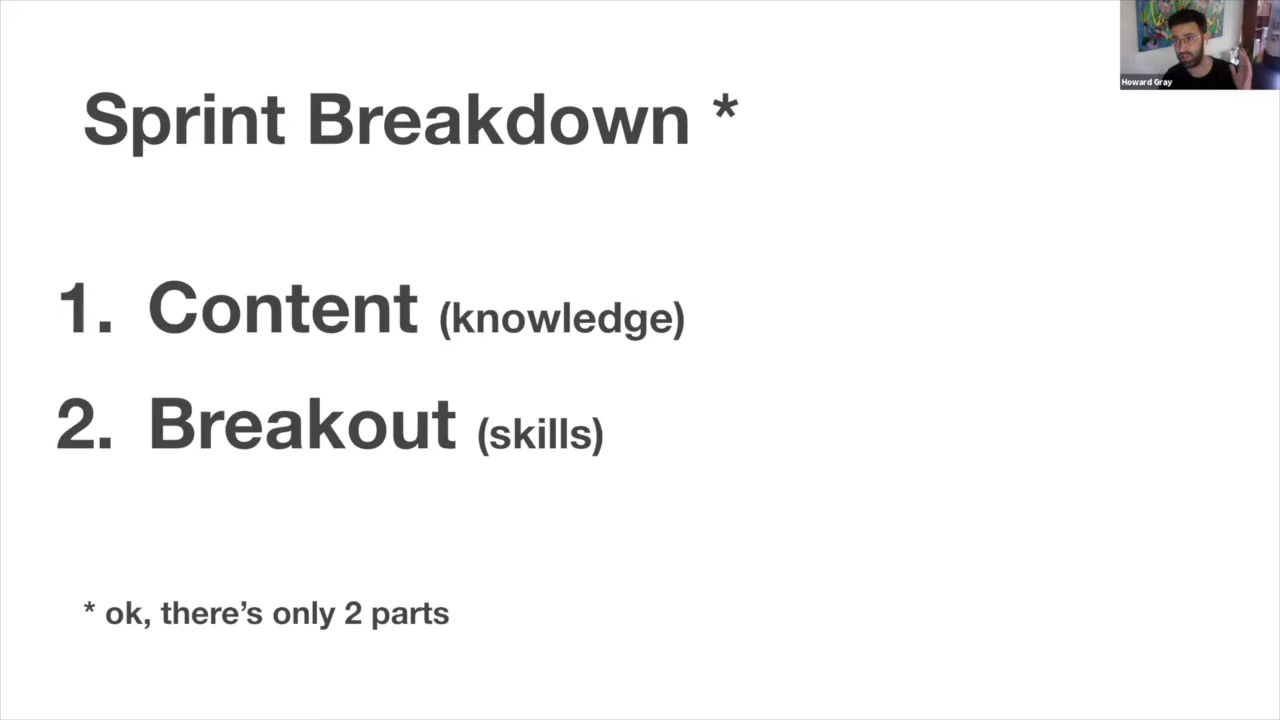 Sprint Breakdown *
1. Content (knowledge)
2. Breakout (skills)
* ok, there’s only 2 parts
Howard Gray